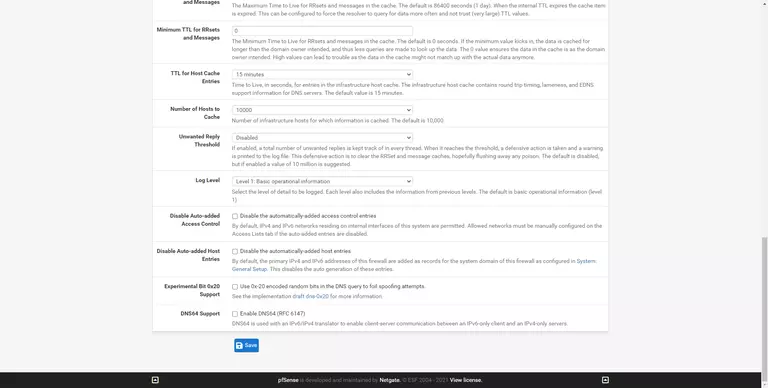 and Messages
The Maximum Time to Live for RRsets and messages in the cache. The default is 86400 seconds (1 day). When the internal TTL expires the cache item
is expired. This can be configured to force the resolver to query for data more often and not trust (very large) TTL values.
Minimum TTL for RRsets
and Messages
0
The Minimum Time to Live for RRsets and messages in the cache. The default is 0 seconds. If the minimum value kicks in, the data is cached for
longer than the domain owner intended, and thus less queries are made to look up the data. The 0 value ensures the data in the cache is as the domain
owner intended. High values can lead to trouble as the data in the cache might not match up with the actual data anymore.
TTL for Host Cache
Entries
15 minutes
Time to Live, in seconds, for entries in the infrastructure host cache. The infrastructure host cache contains round trip timing, lameness, and EDNS
support information for DNS servers. The default value is 15 minutes.
Number of Hosts to
Cache
10000
Number of infrastructure hosts for which information is cached. The default is 10,000.
Unwanted Reply
Threshold
Disabled
If enabled, a total number of unwanted replies is kept track of in every thread. When it reaches the threshold, a defensive action is taken and a warning
is printed to the log file. This defensive action is to clear the RRSet and message caches, hopefully flushing away any poison. The default is disabled,
but if enabled a value of 10 million is suggested.
Log Level
Level 1: Basic operational information
Select the level of detail to be logged. Each level also includes the information from previous levels. The default is basic operational information (level
1).
Disable Auto-added
Access Control
Disable the automatically-added access control entries
By default, IPv4 and IPv6 networks residing on internal interfaces of this system are permitted. Allowed networks must be manually configured on the
Access Lists tab if the auto-added entries are disabled.
Disable Auto-added Host
Entries
Disable the automatically-added host entries
By default, the primary IPv4 and IPv6 addresses of this firewall are added as records for the system domain of this firewall as configured in System:
General Setup. This disables the auto generation of these entries.
Experimental Bit 0x20
Support
Use 0x-20 encoded random bits in the DNS query to foil spoofing attempts.
See the implementation draft dns-0x20 for more information.
DNS64 Support
Enable DNS64 (RFC 6147)
DNS64 is used with an IPv6/IPv4 translator to enable client-server communication between an IPv6-only client and an IPv4-only servers.
Save
pfSense is developed and maintained by Netgate. © ESF 2004 - 2021 View license.